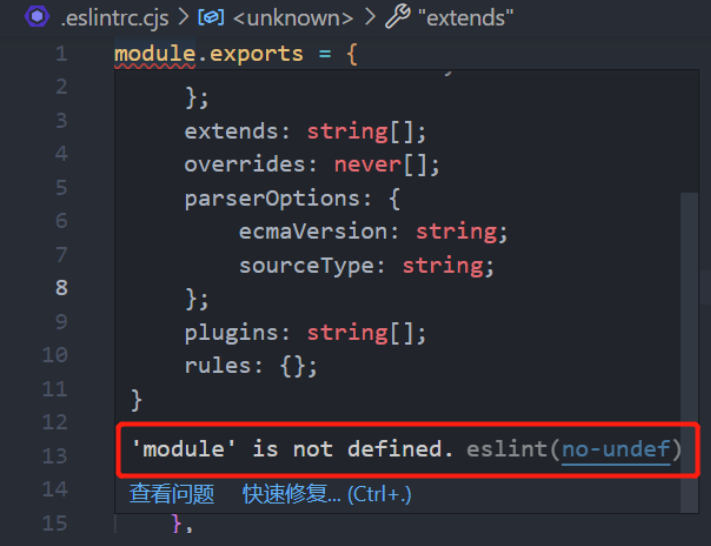 .eslintrc.cjs > <unknown> > "extends"
1 module.exports = {
2 };
3 extends: string[];
4 overrides: never[];
5 parserOptions: {
6 ecmaVersion: string;
7 sourceType: string;
8 };
9 plugins: string[];
10 rules: {};
11 }
12
13 'module' is not defined. eslint(no-undef)
14 查看问题 快速修复... (Ctrl+.)
15 },